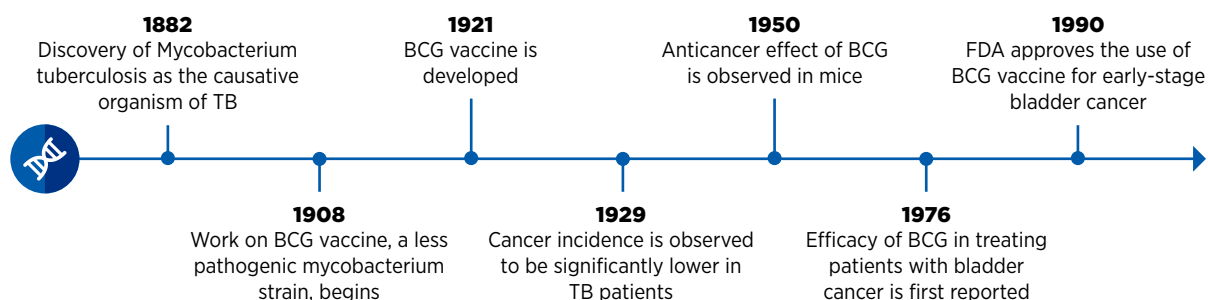 1882
Discovery of Mycobacterium
tuberculosis as the causative
organism of TB
1908
Work on BCG vaccine, a less
pathogenic mycobacterium
strain, begins
1921
BCG vaccine is
developed
1929
Cancer incidence is observed
to be significantly lower in
TB patients
1950
Anticancer effect of BCG
is observed in mice
1976
Efficacy of BCG in treating
patients with bladder
cancer is first reported
1990
FDA approves the use of
BCG vaccine for early-stage
bladder cancer